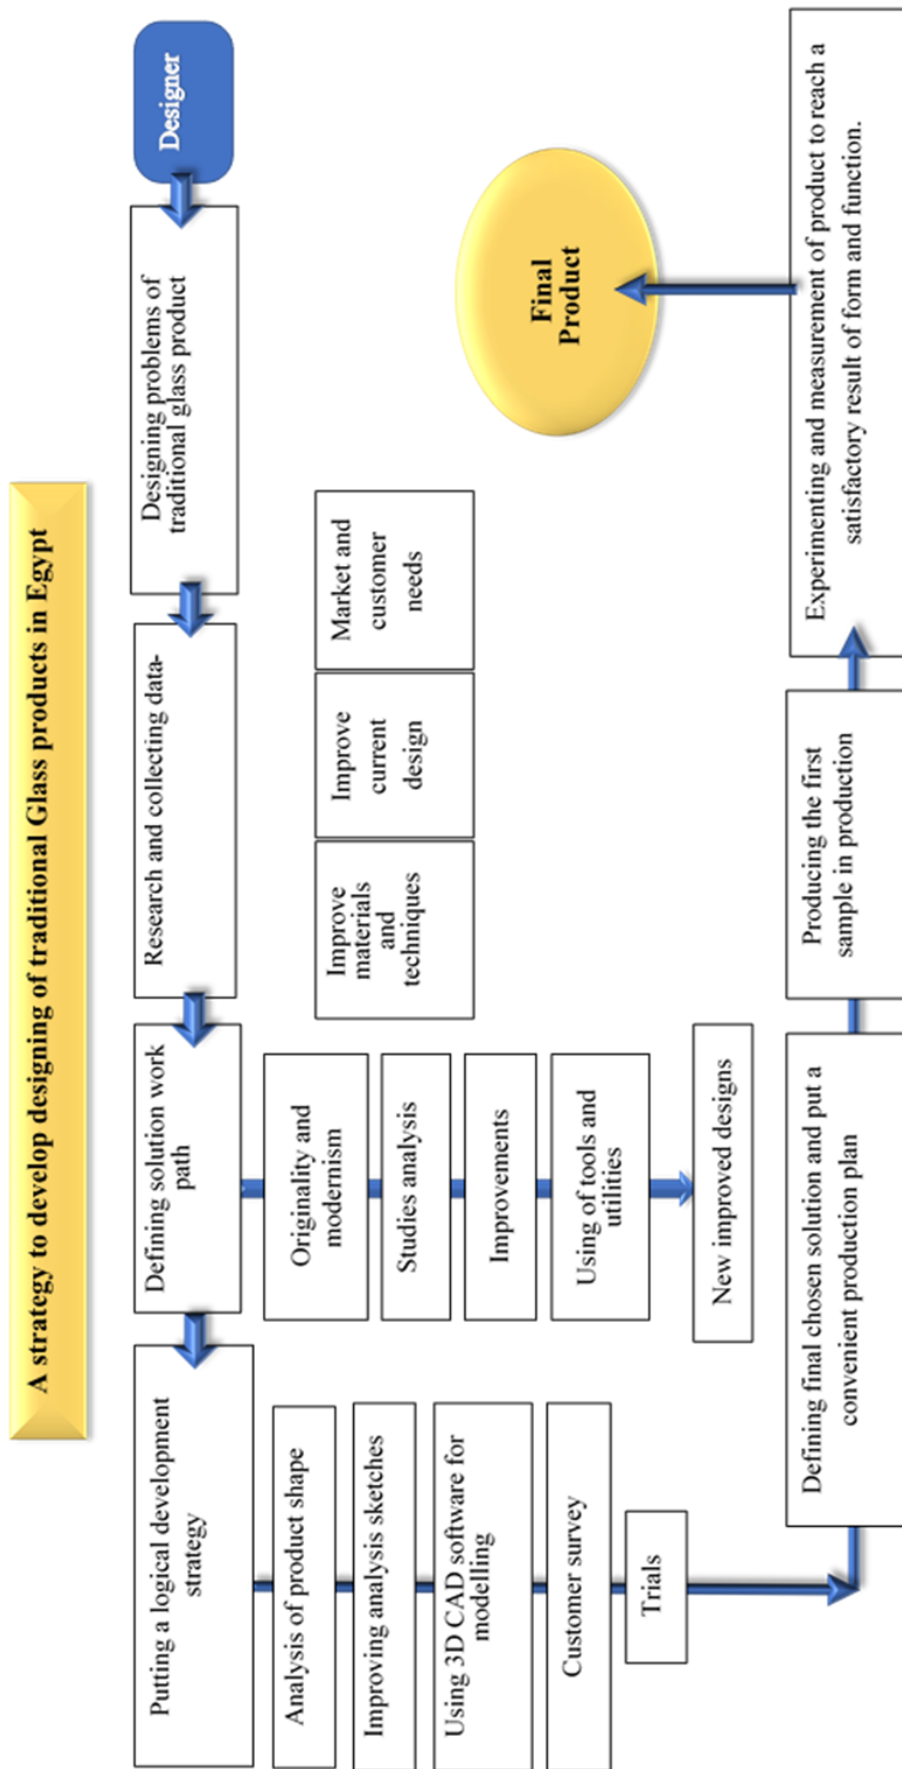 A strategy to develop designing of traditional Glass products in Egypt
Designer
Designing problems of
traditional glass product
Research and collecting data-
Defining solution work
path
Putting a logical development
strategy
Market and
customer
needs
Improve
current
design
Improve
materials
and
techniques
Originality and
modernism
Studies analysis
Improvements
Using of tools and
utilities
New improved designs
Analysis of product shape
Improving analysis sketches
Using 3D CAD software for
modelling
Customer survey
Trials
Defining final chosen solution and put a
convenient production plan
Producing the first
sample in production
Experimenting and measurement of product to reach a
satisfactory result of form and function.
Final
Product